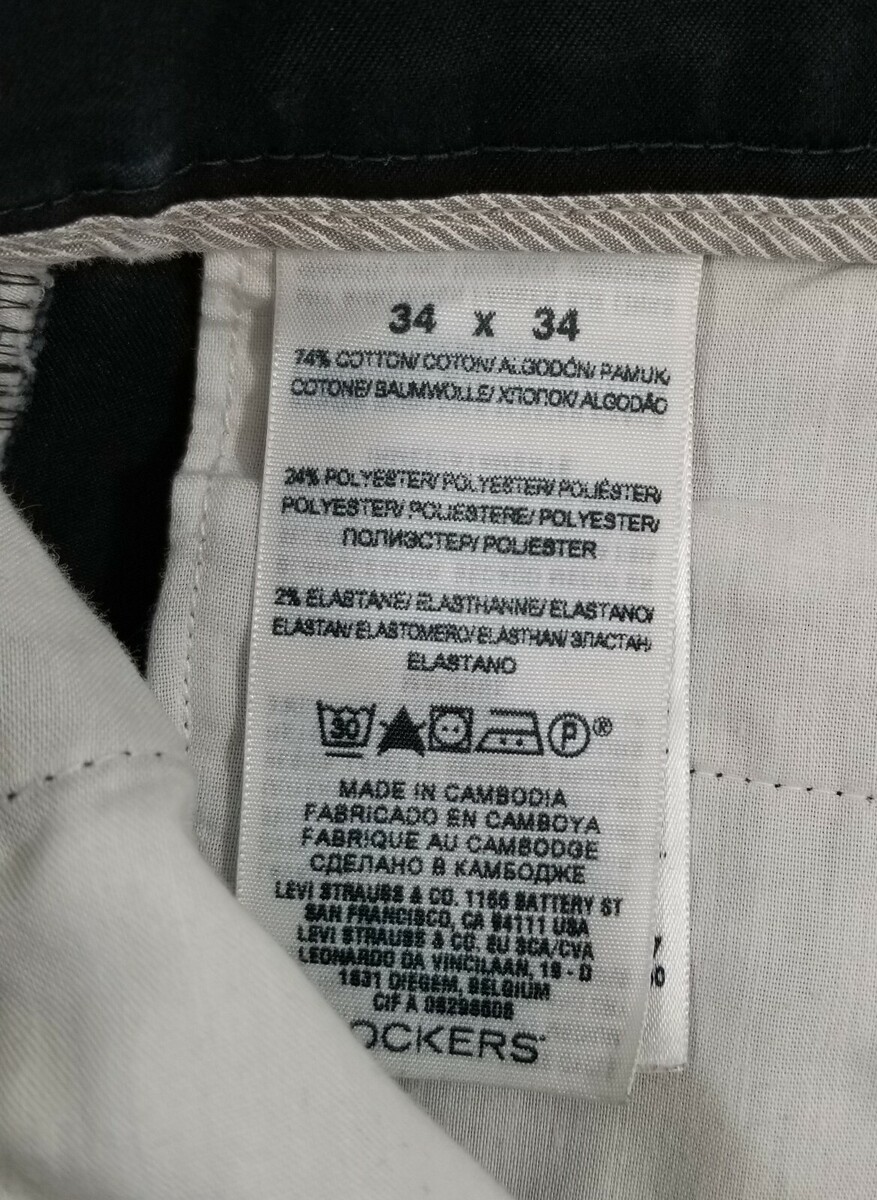 34 x 34
74% COTTON/ COTON/ ALGODÓN/ PAMUK/
COTONE/ BAUMWOLLE/ ХЛОПОК/ ALGODÃO
24% POLYESTER/ POLYESTER/ POLIÉSTER/
POLYESTER/ POLIESTERE/ POLYESTER/
ПОЛИЭСТЕР/ POLIESTER
2% ELASTANE/ ELASTHANNE/ ELASTANO/
ELASTAN/ ELASTOMERO/ ELASTHAN/ ЭЛАСТАН/
ELASTANO
30 P ®
MADE IN CAMBODIA
FABRICADO EN CAMBOYA
FABRIQUE AU CAMBODGE
СДЕЛАНО В КАМБОДЖЕ
LEVI STRAUSS & CO. 1155 BATTERY ST
SAN FRANCISCO, CA 94111 USA
LEVI STRAUSS & CO. EU SCA/CVA
LEONARDO DA VINCILAAN, 19 - D
1831 DIEGEM, BELGIUM
CIF A
OCKERS